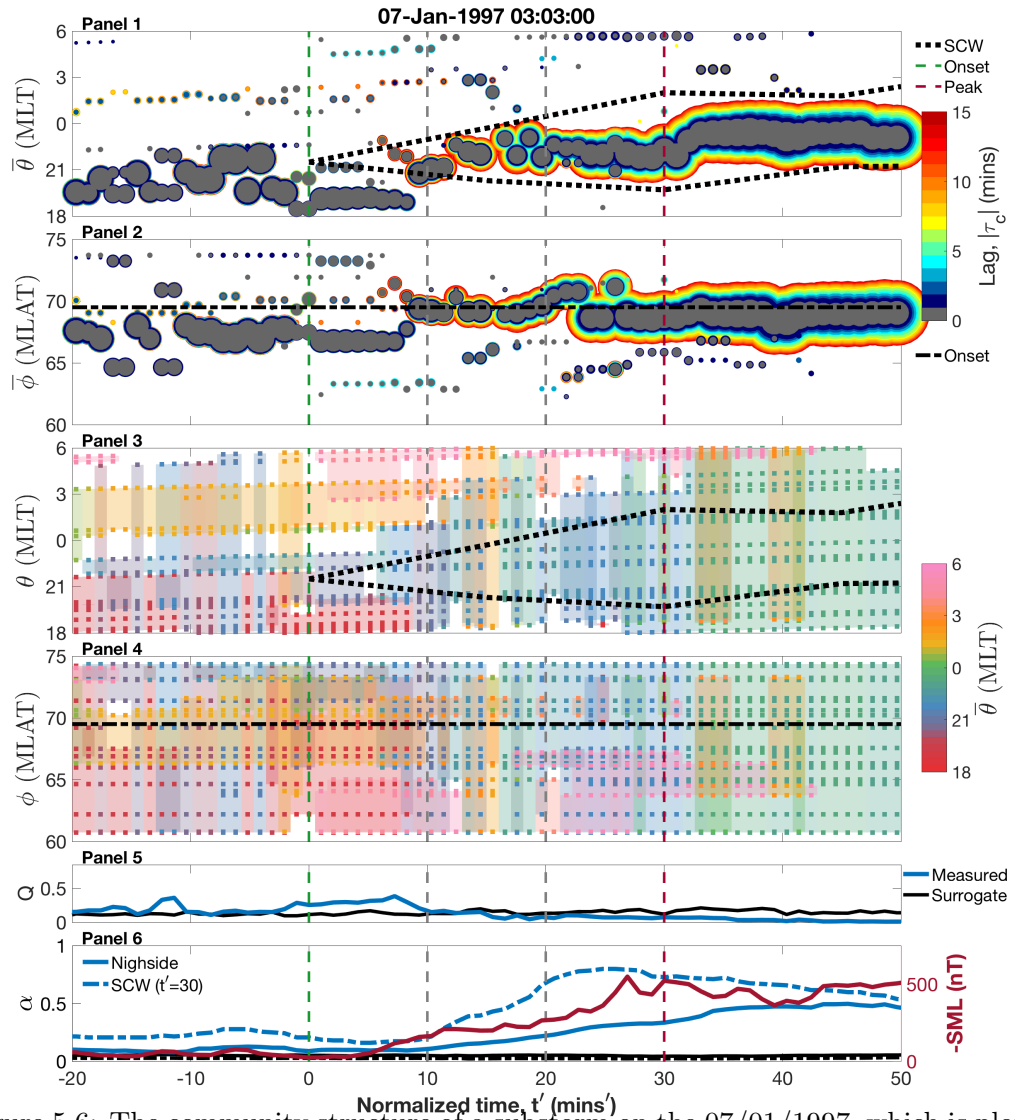 07-Jan-1997 03:03:00
Panel 1
6
3
0
21
18
θ̅ (MLT)
SCW
Onset
Peak
15
10
5
0
Lag, |τc| (mins)
Panel 2
75
70
65
60
ϕ̅ (MLAT)
Onset
Panel 3
6
3
0
21
18
θ (MLT)
Panel 4
75
70
65
60
ϕ (MLAT)
6
3
0
21
18
θ̅ (MLT)
Panel 5
0.5
0
Q
Measured
Surrogate
Panel 6
1
0.5
0
α
Nighside
SCW (t′=30)
500
0
-SML (nT)
-20 -10 0 10 20 30 40 50
Normalized time, t′ (mins′)